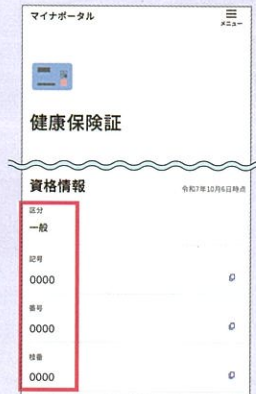 マイナポータル
メニュー
健康保険証
資格情報
令和7年10月6日時点
区分
一般
記号
0000
番号
0000
枝番
0000